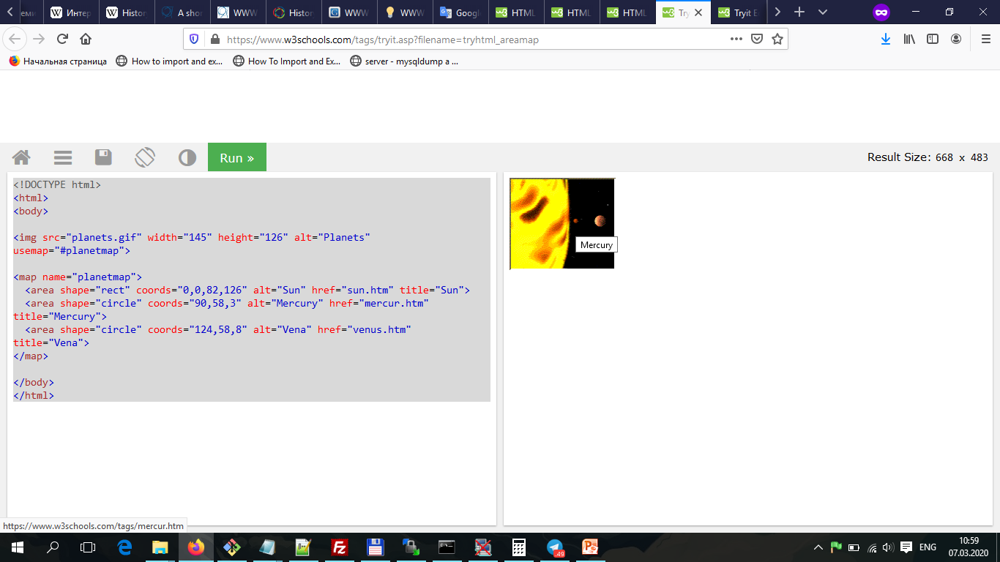 Интер
Histor
A shor
WWW
Histor
WWW
WWW
Google
HTML
HTML
HTML
Try
Tryit E
https://www.w3schools.com/tags/tryit.asp?filename=tryhtml_areamap
Начальная страница
How to import and ex...
How To Import and Ex...
server - mysqldump a ...
Run »
Result Size: 668 x 483
<!DOCTYPE html>
<html>
<body>
<img src="planets.gif" width="145" height="126" alt="Planets"
usemap="#planetmap">
<map name="planetmap">
<area shape="rect" coords="0,0,82,126" alt="Sun" href="sun.htm" title="Sun">
<area shape="circle" coords="90,58,3" alt="Mercury" href="mercur.htm"
title="Mercury">
<area shape="circle" coords="124,58,8" alt="Vena" href="venus.htm"
title="Vena">
</map>
</body>
</html>
Mercury
https://www.w3schools.com/tags/mercur.htm
49
ENG
10:59
07.03.2020